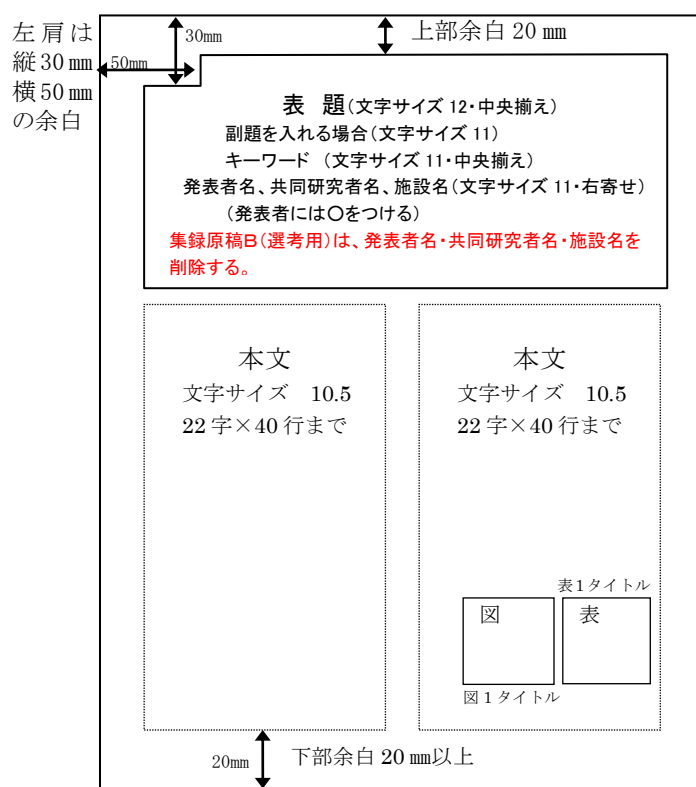 左肩は
縦30㎜
横50㎜
の余白
30mm
50mm
上部余白 20 ㎜
表　題(文字サイズ 12・中央揃え)
副題を入れる場合(文字サイズ 11)
キーワード　(文字サイズ 11・中央揃え)
発表者名、共同研究者名、施設名(文字サイズ 11・右寄せ)
(発表者には〇をつける)
集録原稿B(選考用)は、発表者名・共同研究者名・施設名を
削除する。
本文
文字サイズ　10.5
22 字×40 行まで
本文
文字サイズ　10.5
22 字×40 行まで
表1タイトル
図
表
図 1 タイトル
20mm
下部余白 20 ㎜以上